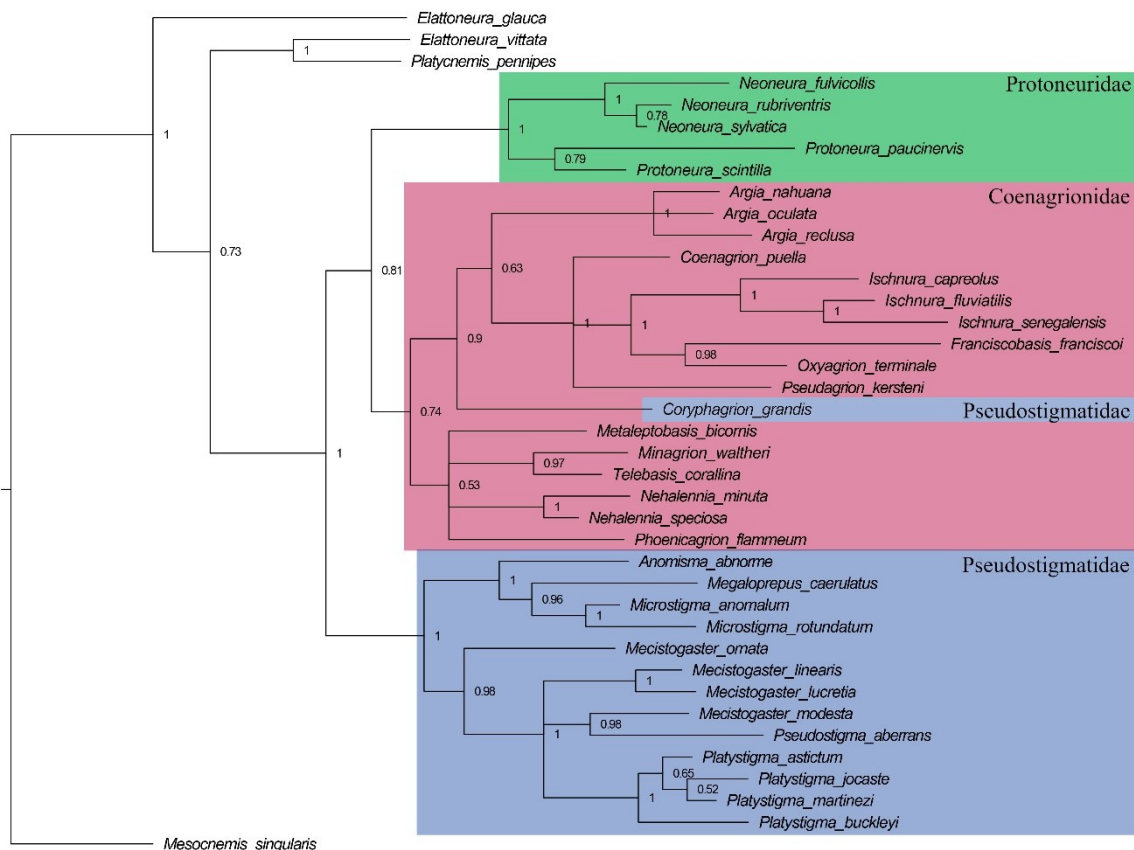 Elattoneura_glauca
Elattoneura_vittata
1
Platycnemis_pennipes
Protoneuridae
Neoneura_fulvicollis
1
Neoneura_rubriventris
0.78
Neoneura_sylvatica
1
1
Protoneura_paucinervis
0.79
Protoneura_scintilla
Coenagrionidae
Argia_nahuana
1
Argia_oculata
Argia_reclusa
0.73
Coenagrion_puella
0.81
0.63
Ischnura_capreolus
1
Ischnura_fluviatilis
1
Ischnura_senegalensis
1
1
0.9
Franciscobasis_franciscoi
0.98
Oxyagrion_terminale
Pseudagrion_kersteni
Coryphagrion_grandis
Pseudostigmatidae
0.74
Metaleptobasis_bicornis
Minagrion_waltheri
1
0.97
Telebasis_corallina
0.53
Nehalennia_minuta
1
Nehalennia_speciosa
Phoenicagrion_flammeum
Pseudostigmatidae
Anomisma_abnorme
1
Megaloprepus_caerulatus
0.96
Microstigma_anomalum
1
Microstigma_rotundatum
1
Mecistogaster_ornata
Mecistogaster_linearis
1
0.98
Mecistogaster_lucretia
Mecistogaster_modesta
0.98
1
Pseudostigma_aberrans
Platystigma_astictum
0.65
Platystigma_jocaste
0.52
1
Platystigma_martinezi
Platystigma_buckleyi
Mesocnemis_singularis